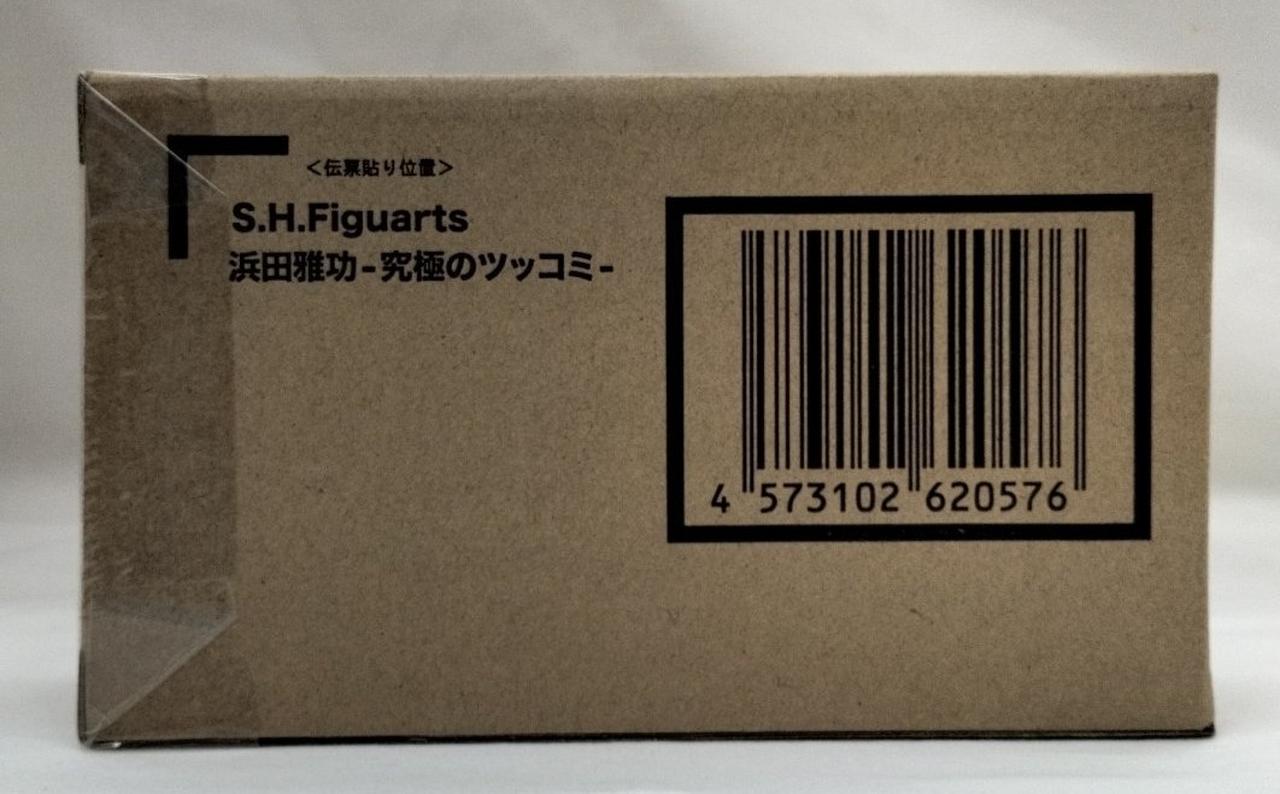 ＜伝票貼り位置＞
S.H.Figuarts
浜田雅功-究極のツッコミ-
4 573102 620576